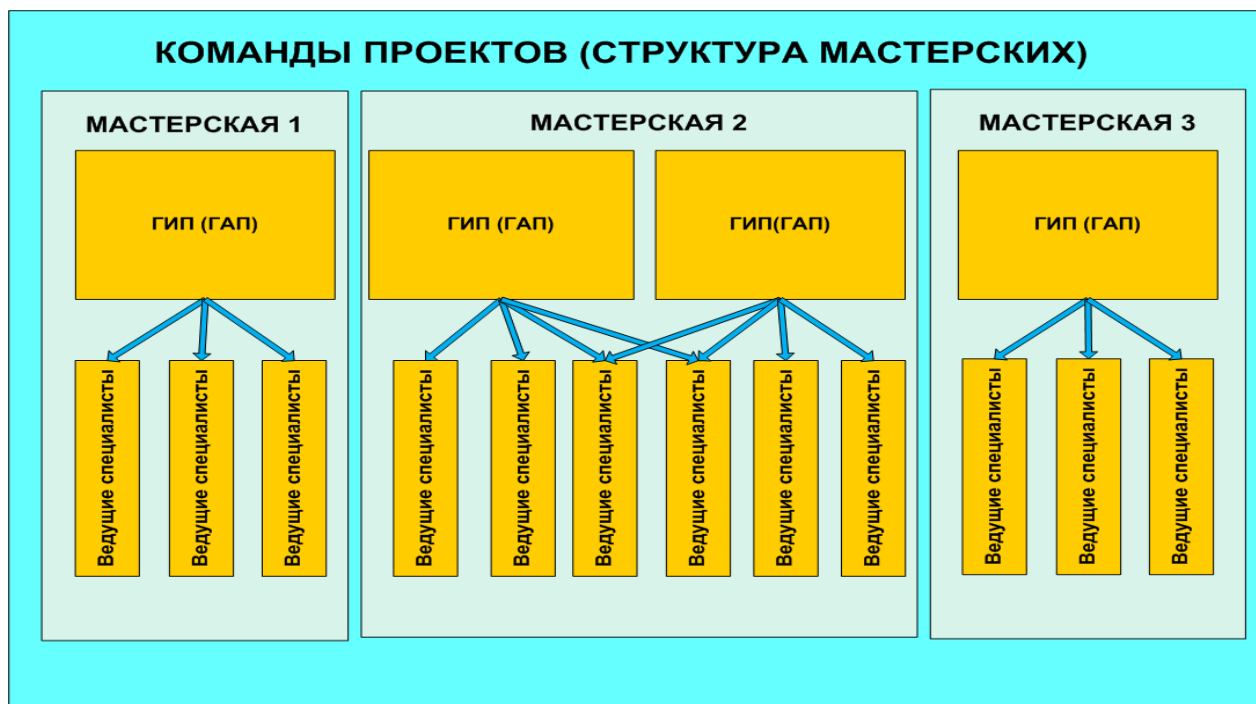 КОМАНДЫ ПРОЕКТОВ (СТРУКТУРА МАСТЕРСКИХ)
МАСТЕРСКАЯ 1
ГИП (ГАП)
Ведущие специалисты
Ведущие специалисты
Ведущие специалисты
МАСТЕРСКАЯ 2
ГИП (ГАП)
ГИП(ГАП)
Ведущие специалисты
Ведущие специалисты
Ведущие специалисты
Ведущие специалисты
Ведущие специалисты
Ведущие специалисты
МАСТЕРСКАЯ 3
ГИП (ГАП)
Ведущие специалисты
Ведущие специалисты
Ведущие специалисты